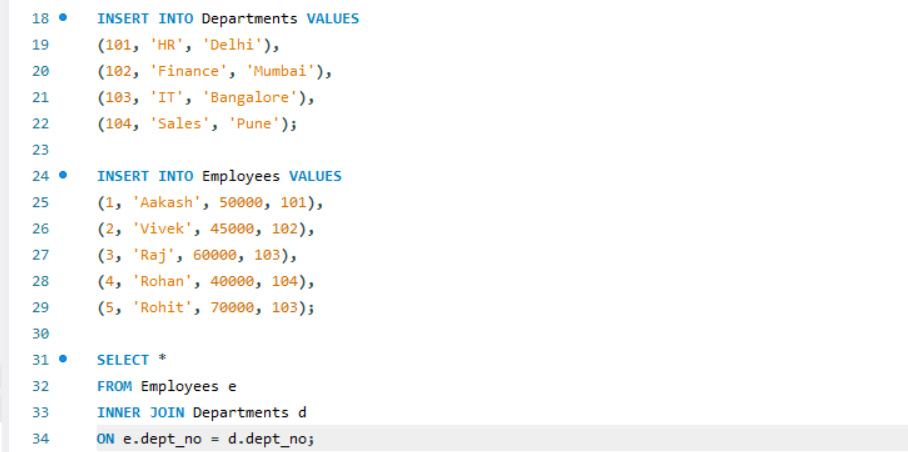 18 INSERT INTO Departments VALUES
19 (101, 'HR', 'Delhi'),
20 (102, 'Finance', 'Mumbai'),
21 (103, 'IT', 'Bangalore'),
22 (104, 'Sales', 'Pune');
23
24 INSERT INTO Employees VALUES
25 (1, 'Aakash', 50000, 101),
26 (2, 'Vivek', 45000, 102),
27 (3, 'Raj', 60000, 103),
28 (4, 'Rohan', 40000, 104),
29 (5, 'Rohit', 70000, 103);
30
31 SELECT *
32 FROM Employees e
33 INNER JOIN Departments d
34 ON e.dept_no = d.dept_no;